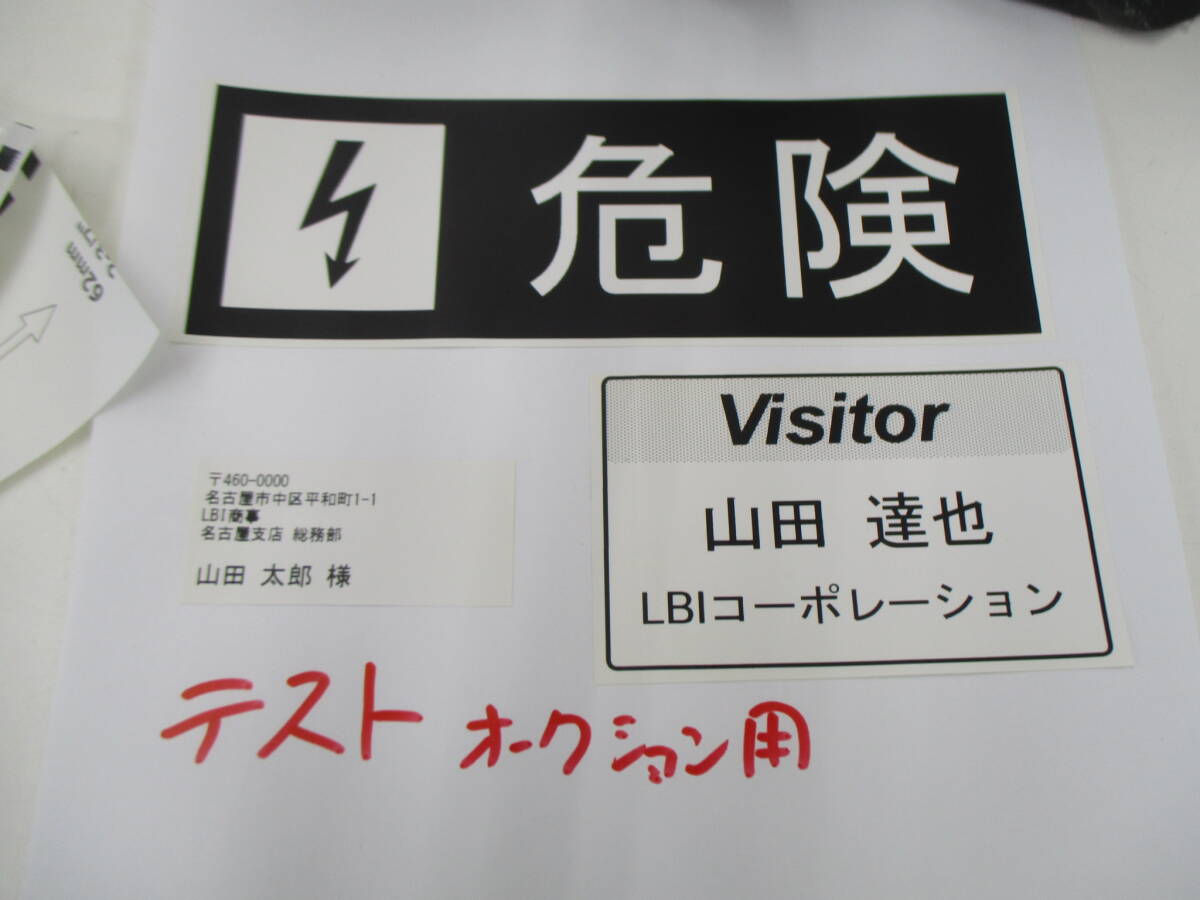 危険
62mm
Visitor
山田 達也
LBIコーポレーション
〒460-0000
名古屋市中区平和町1-1
LBI商事
名古屋支店 総務部
山田 太郎 様
テスト オークション用